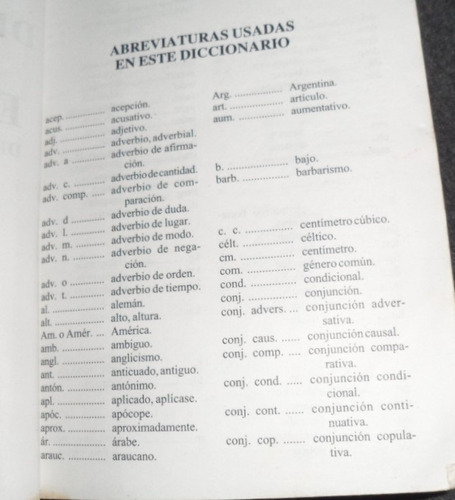 ABREVIATURAS USADAS
EN ESTE DICCIONARIO
acep. ................ acepción.
acus. ................ acusativo.
adj. ................ adjetivo.
adv. ................ adverbio, adverbial.
adv. a ............ adverbio de afirma-
ción.
adv. c. ............ adverbio de cantidad.
adv. comp. ..... adverbio de com-
paración.
adv. d ............ adverbio de duda.
adv. l. ............ adverbio de lugar.
adv. m. ............ adverbio de modo.
adv. n. ............ adverbio de nega-
ción.
adv. o ............ adverbio de orden.
adv. t. ............ adverbio de tiempo.
al. ................ alemán.
alt. ................ alto, altura.
Am. o Amér. ... América.
amb. ................ ambiguo.
angl. ................ anglicismo.
ant. ................ anticuado, antiguo.
antón. ............ antónimo.
apl. ................ aplicado, aplícase.
apóc. ............ apócope.
aprox. ............ aproximadamente.
ár. ................ árabe.
arauc. ............ araucano.
Arg. ................ Argentina.
art. ................ artículo.
aum. ................ aumentativo.
b. ................ bajo.
barb. ................ barbarismo.
c. c. ................ centímetro cúbico.
célt. ................ céltico.
cm. ................ centímetro.
com. ................ género común.
cond. ................ condicional.
conj. ................ conjunción.
conj. advers. ... conjunción adver-
sativa.
conj. caus. ...... conjunción causal.
conj. comp. .... conjunción compa-
rativa.
conj. cond. ..... conjunción condi-
cional.
conj. cont. ...... conjunción conti-
nuativa.
conj. cop. ....... conjunción copula-
tiva.